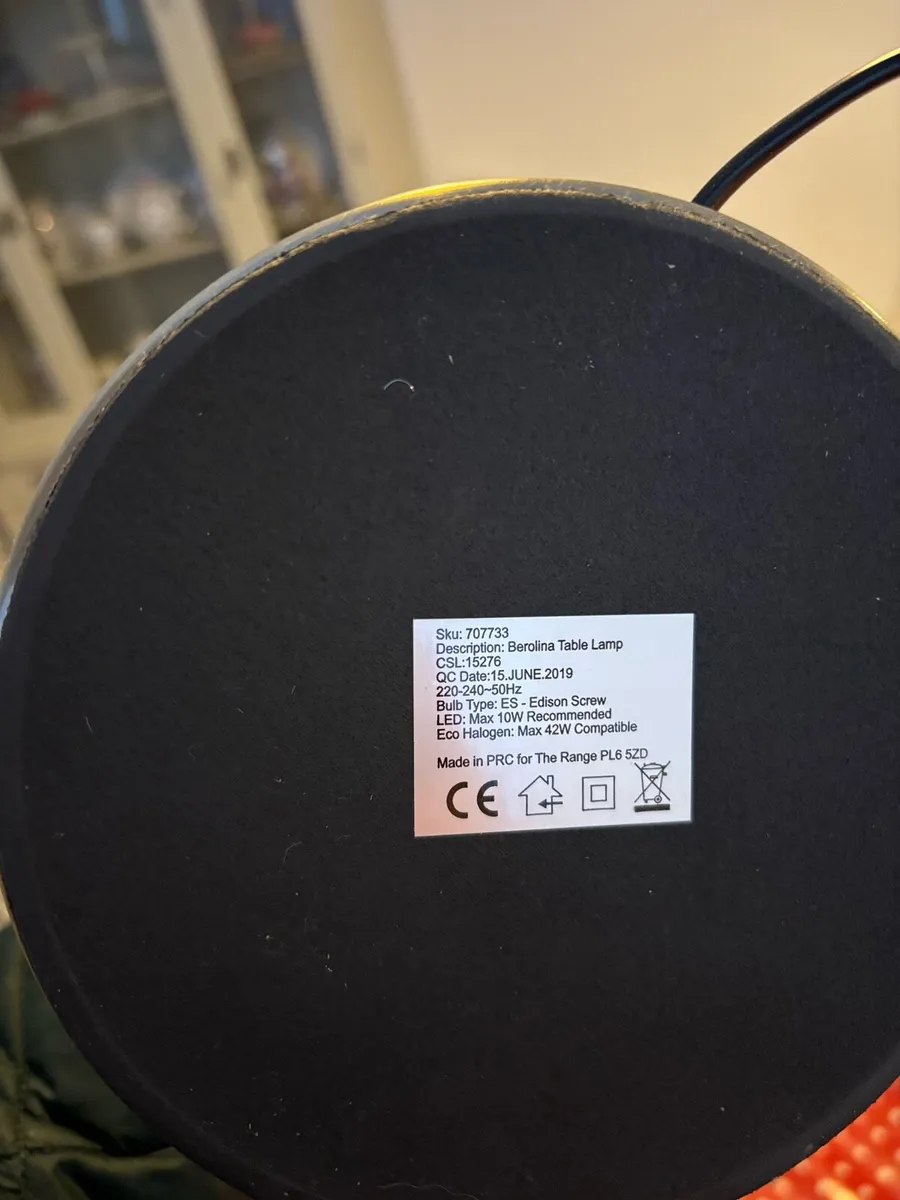 Sku: 707733
Description: Berolina Table Lamp
CSL:15276
QC Date:15.JUNE.2019
220-240~50Hz
Bulb Type: ES - Edison Screw
LED: Max 10W Recommended
Eco Halogen: Max 42W Compatible
Made in PRC for The Range PL6 5ZD
CE